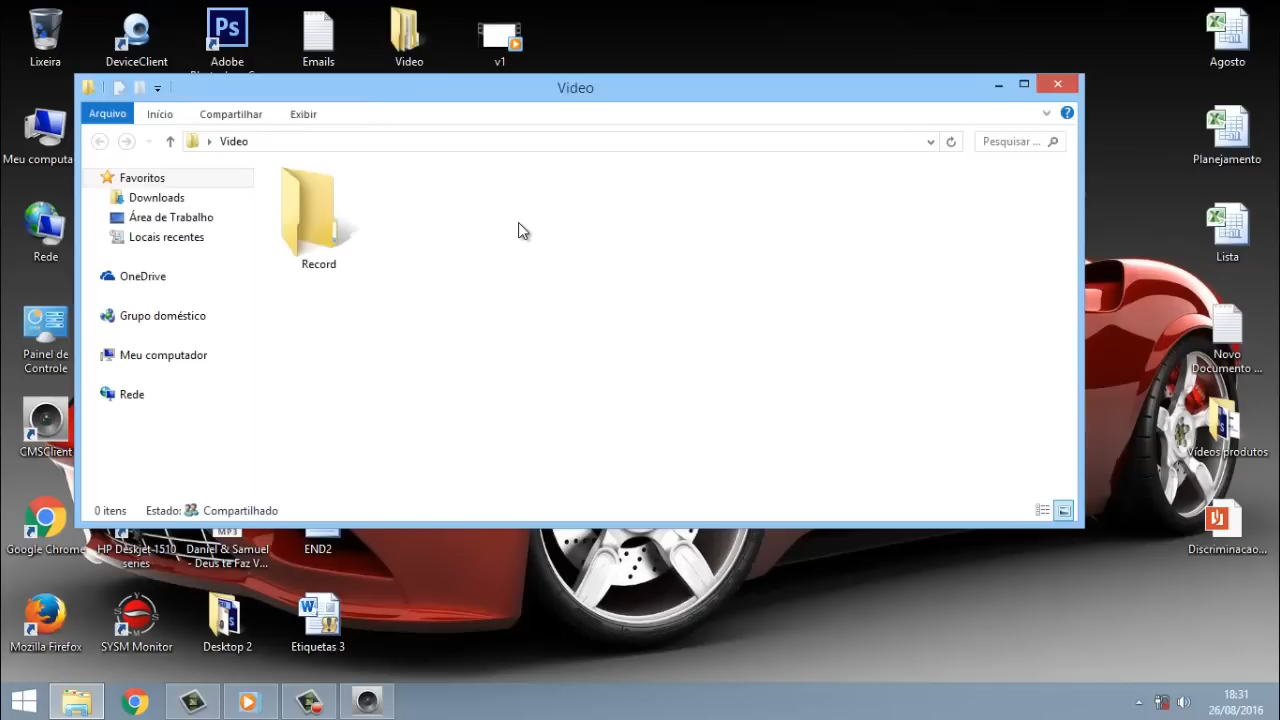 Lixeira
DeviceClient
Adobe
Emails
Video
v1
Agosto
Video
Arquivo
Início
Compartilhar
Exibir
Video
Pesquisar ...
Meu computa
Planejamento
Favoritos
Downloads
Área de Trabalho
Locais recentes
OneDrive
Grupo doméstico
Meu computador
Rede
Record
Rede
Lista
Painel de
Controle
Novo
Documento ...
CMSClient
Vídeos produtos
0 itens
Estado:
Compartilhado
Google Chrome
HP Deskjet 1510
series
MP3
Daniel & Samuel
- Deus te Faz V...
END2
Discriminacao...
Mozilla Firefox
SYSM Monitor
Desktop 2
Etiquetas 3
18:31
26/08/2016